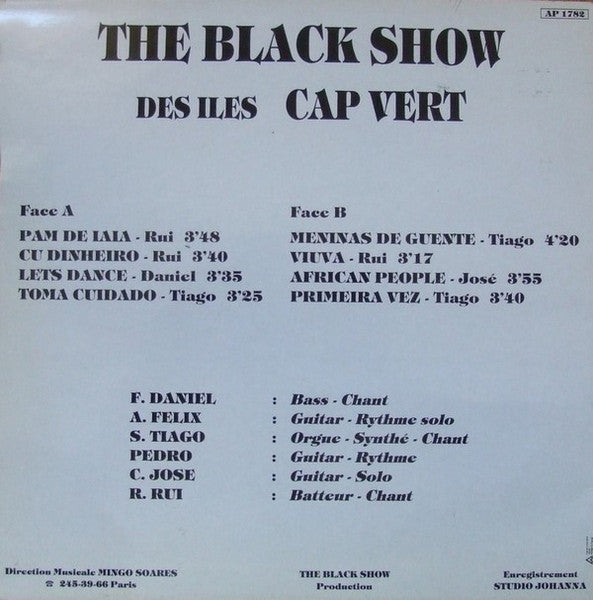 AP 1782
THE BLACK SHOW
DES ILES CAP VERT
Face A
PAM DE IAIA - Rui 3'48
CU DINHEIRO - Rui 3'40
LETS DANCE - Daniel 3'35
TOMA CUIDADO - Tiago 3'25
Face B
MENINAS DE GUENTE - Tiago 4'20
VIUVA - Rui 3'17
AFRICAN PEOPLE - José 3'55
PRIMEIRA VEZ - Tiago 3'40
F. DANIEL : Bass - Chant
A. FELIX : Guitar - Rythme solo
S. TIAGO : Orgue - Synthé - Chant
PEDRO : Guitar - Rythme
C. JOSE : Guitar - Solo
R. RUI : Batteur - Chant
Direction Musicale MINGO SOARES
☎ 245-39-66 Paris
THE BLACK SHOW
Production
Enregistrement
STUDIO JOHANNA